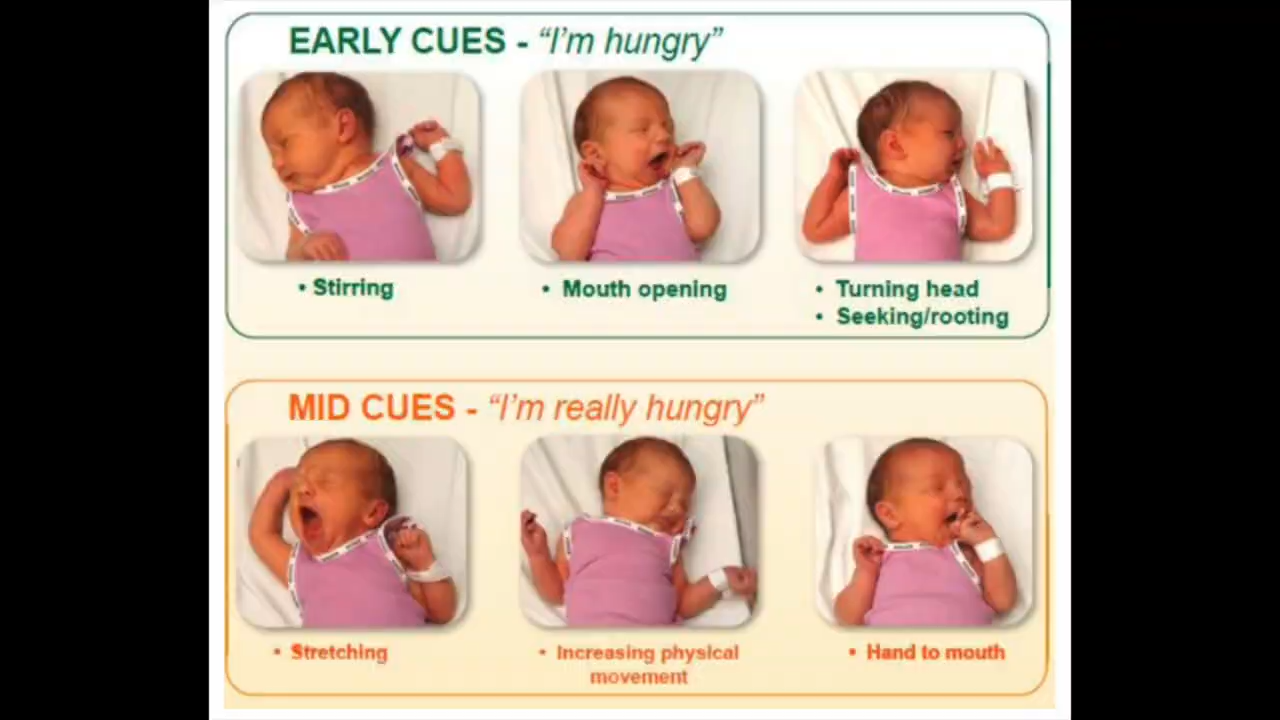 EARLY CUES - “I’m hungry”
• Stirring
• Mouth opening
• Turning head
• Seeking/rooting
MID CUES - “I’m really hungry”
• Stretching
• Increasing physical
movement
• Hand to mouth